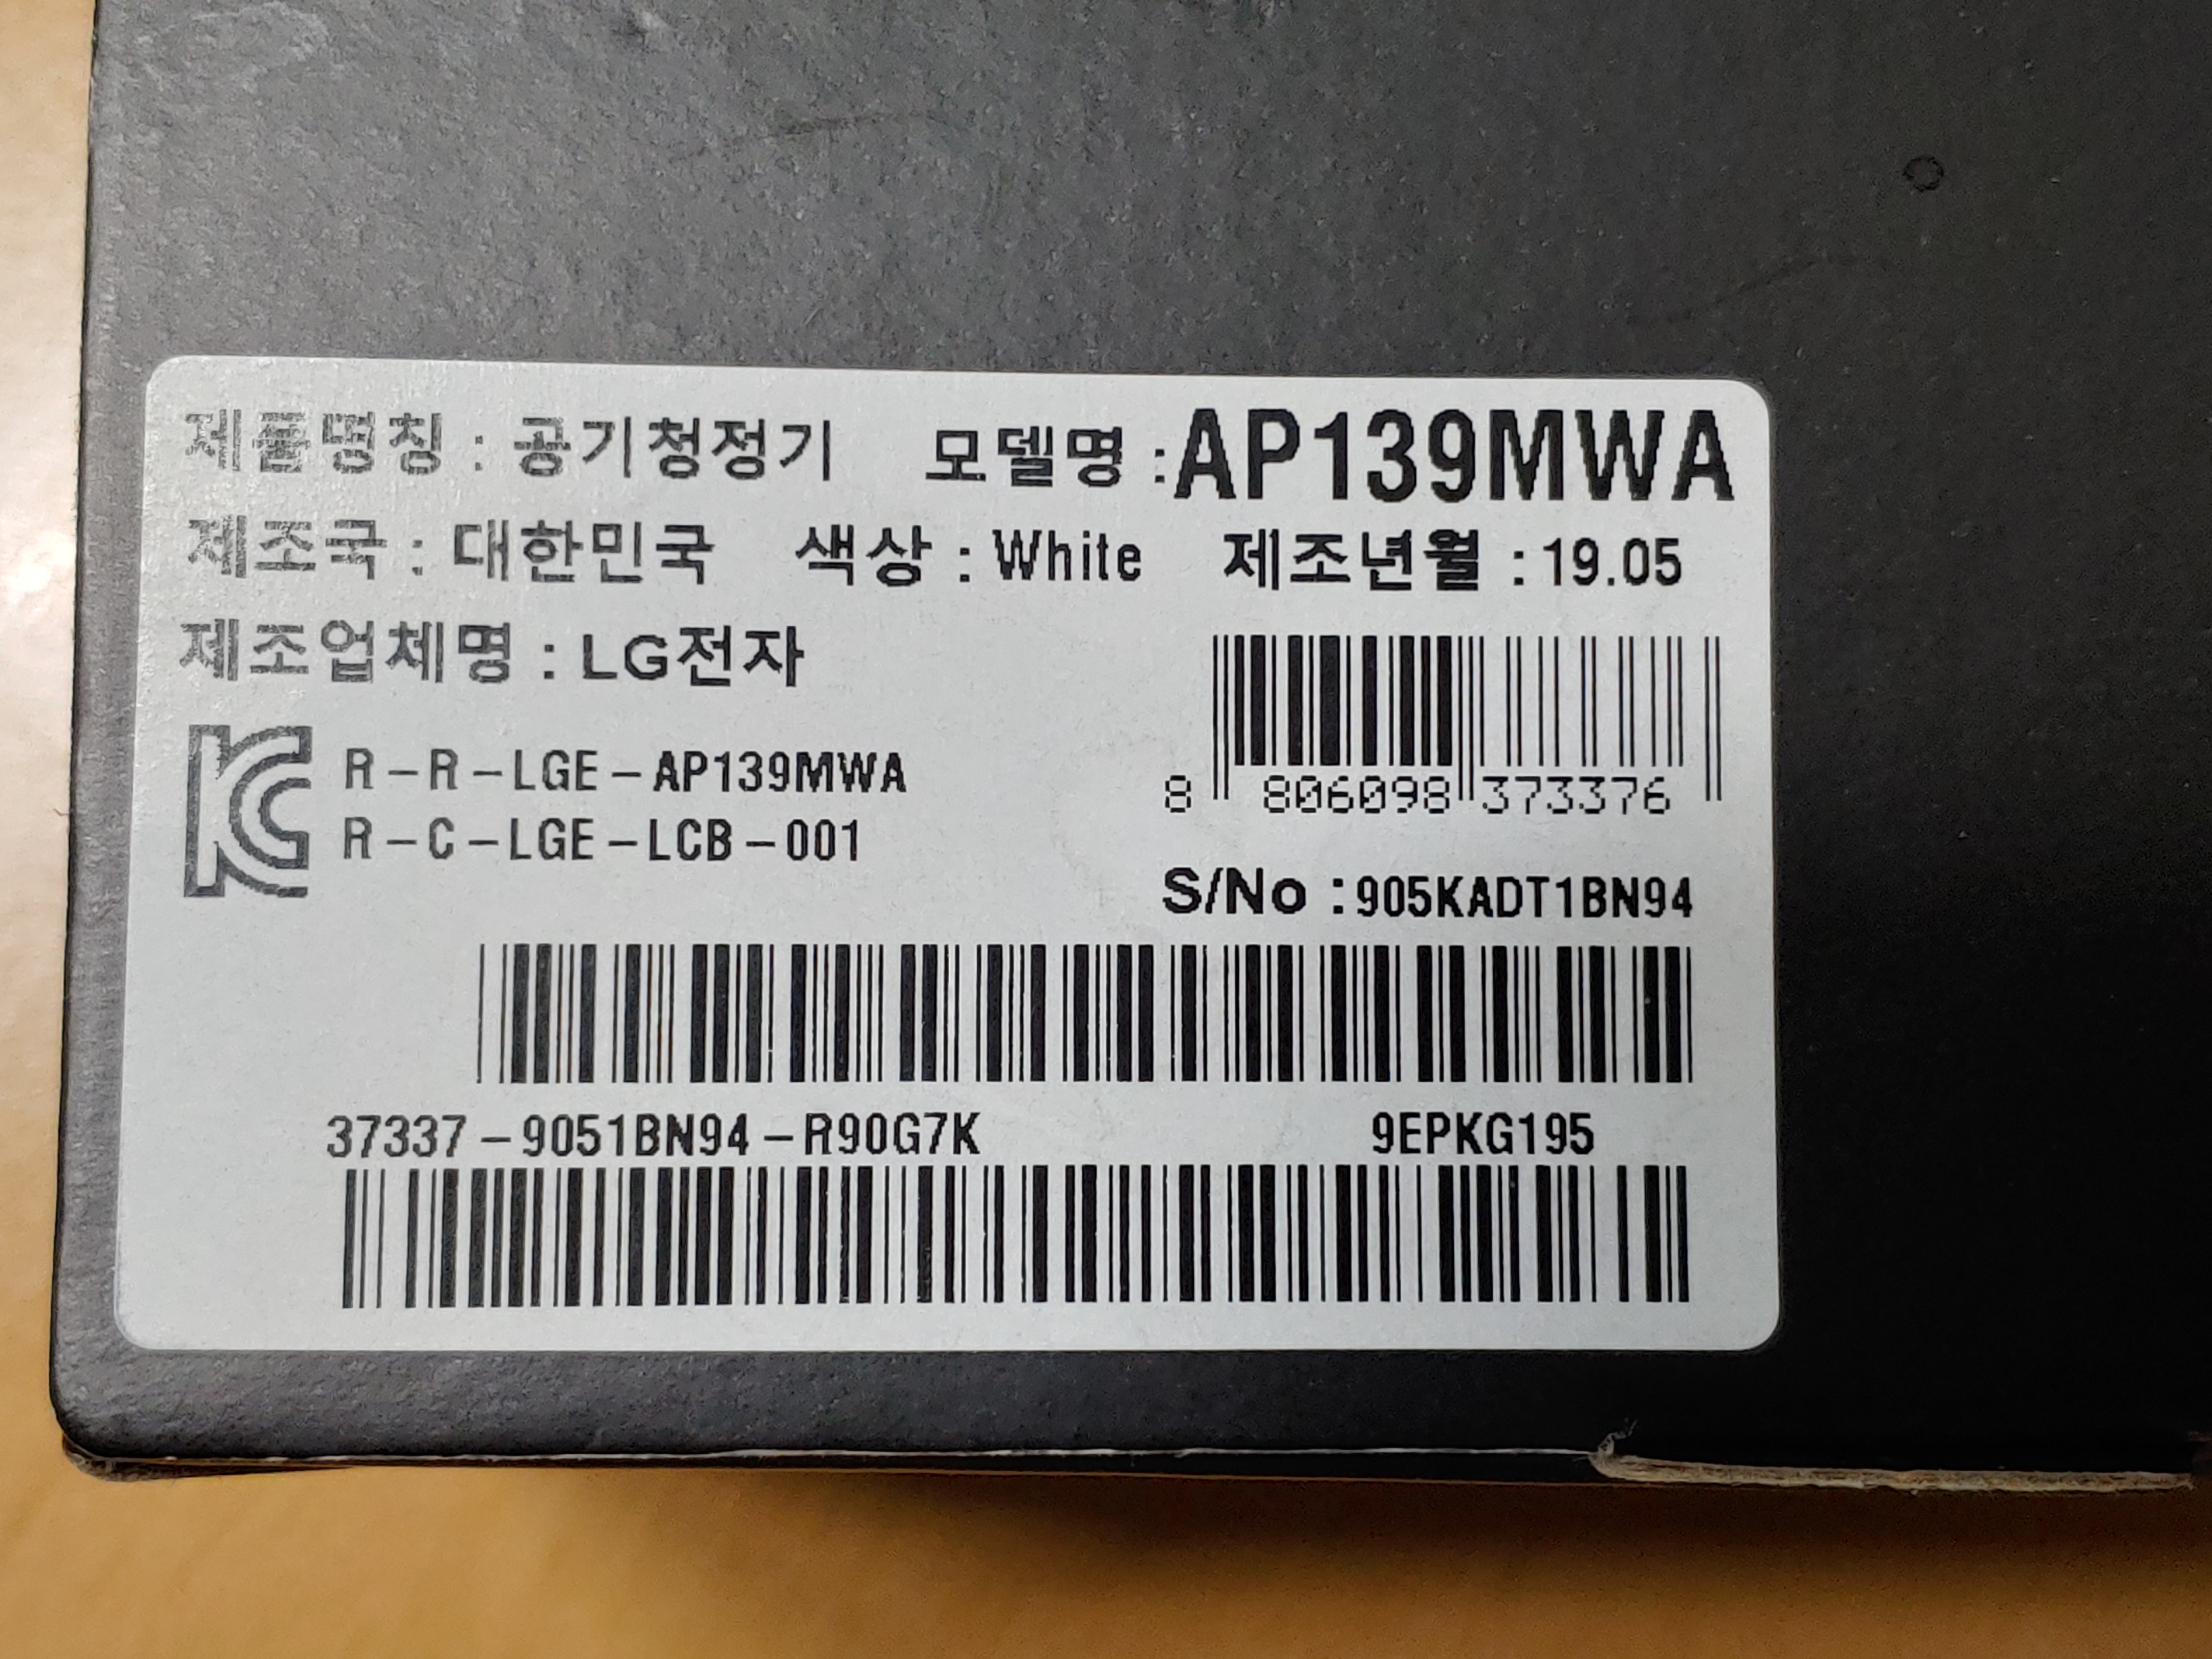 제품명칭 : 공기청정기 모델명 : AP139MWA
제조국 : 대한민국 색상 : White 제조년월 : 19.05
제조업체명 : LG전자
KC
R-R-LGE-AP139MWA
R-C-LGE-LCB-001
8 806098 373376
S/No : 905KADT1BN94
37337-9051BN94-R90G7K 9EPKG195